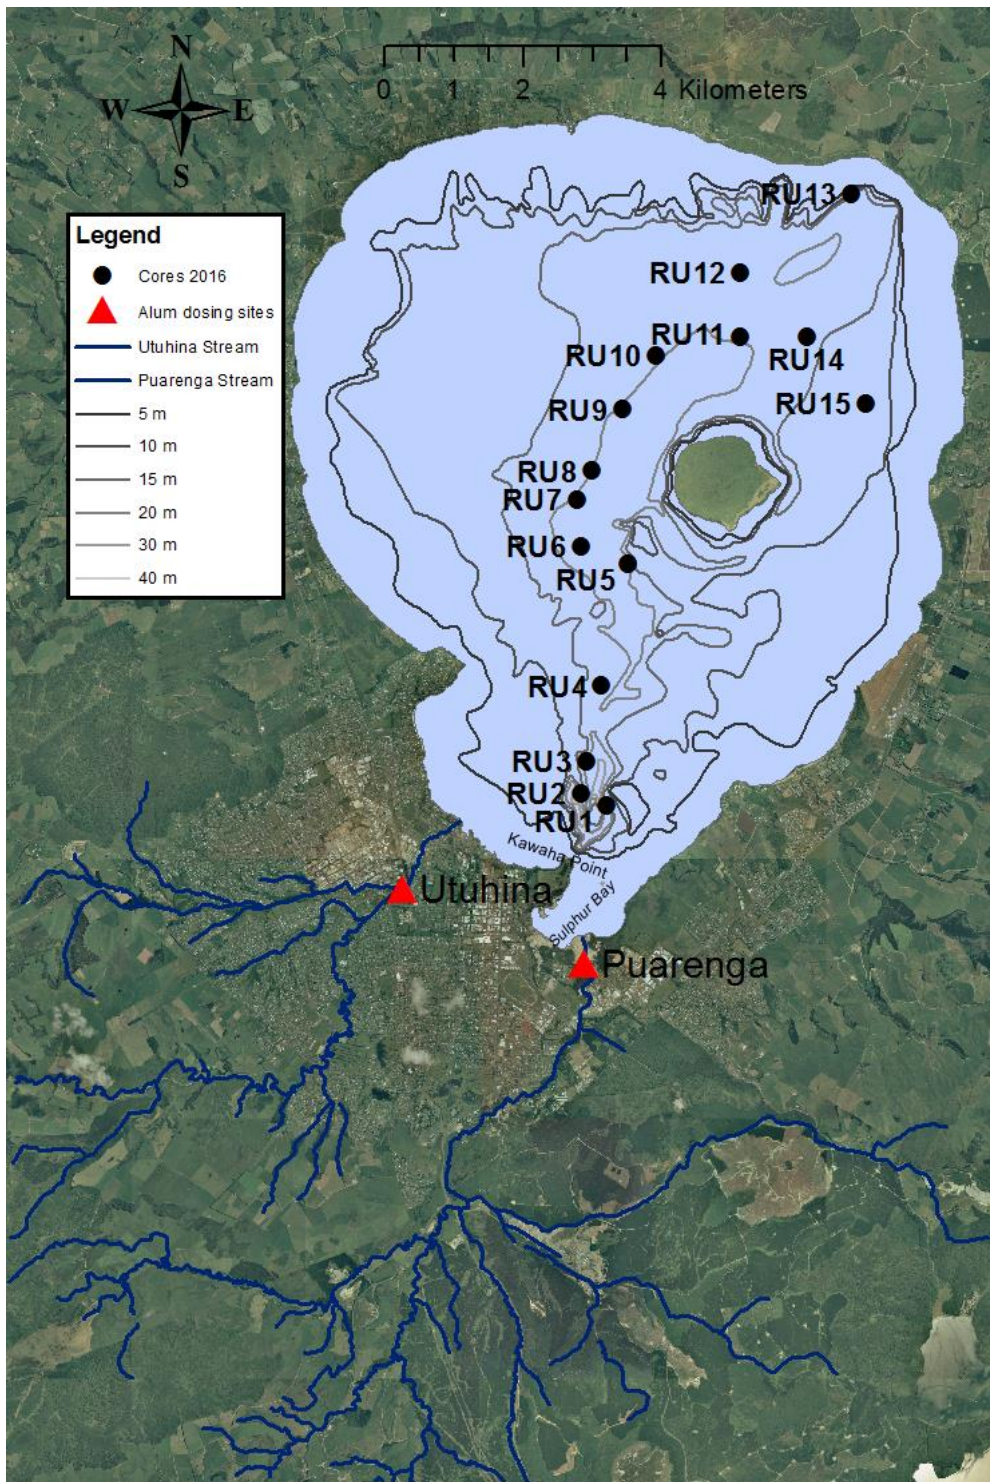 N
W E
S
0 1 2 4 Kilometers
Legend
Cores 2016
Alum dosing sites
Utuhina Stream
Puarenga Stream
5 m
10 m
15 m
20 m
30 m
40 m
RU13
RU12
RU11
RU10
RU14
RU9
RU15
RU8
RU7
RU6
RU5
RU4
RU3
RU2
RU1
Kawaha Point
Utuhina
Sulphur Bay
Puarenga